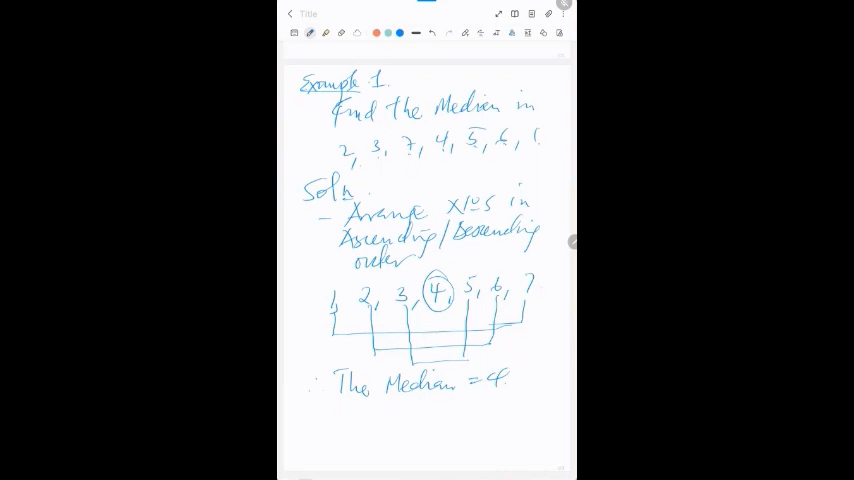 Title
Example 1.
Find the Median in
2, 3, 7, 4, 5, 6, 1
Soln.
- Arrange x/os in
Ascending/Descending
order
1, 2, 3, 4, 5, 6, 7
∴ The Median = 4.